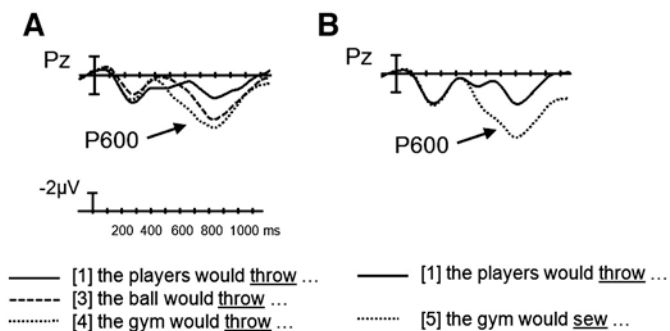 A
Pz
P600
-2µV
200 400 600 800 1000 ms
[1] the players would throw ...
[3] the ball would throw ...
[4] the gym would throw ...
B
Pz
P600
[1] the players would throw ...
[5] the gym would sew ...